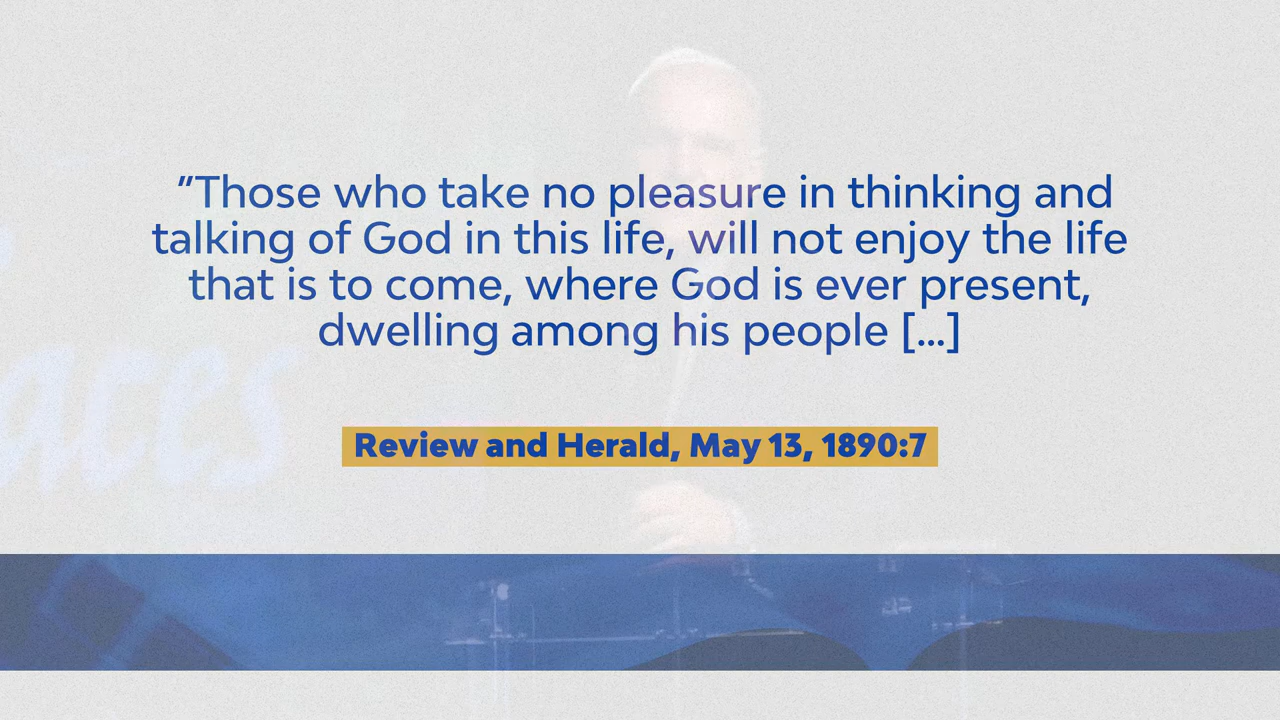 "Those who take no pleasure in thinking and
talking of God in this life, will not enjoy the life
that is to come, where God is ever present,
dwelling among his people [...]
Review and Herald, May 13, 1890:7